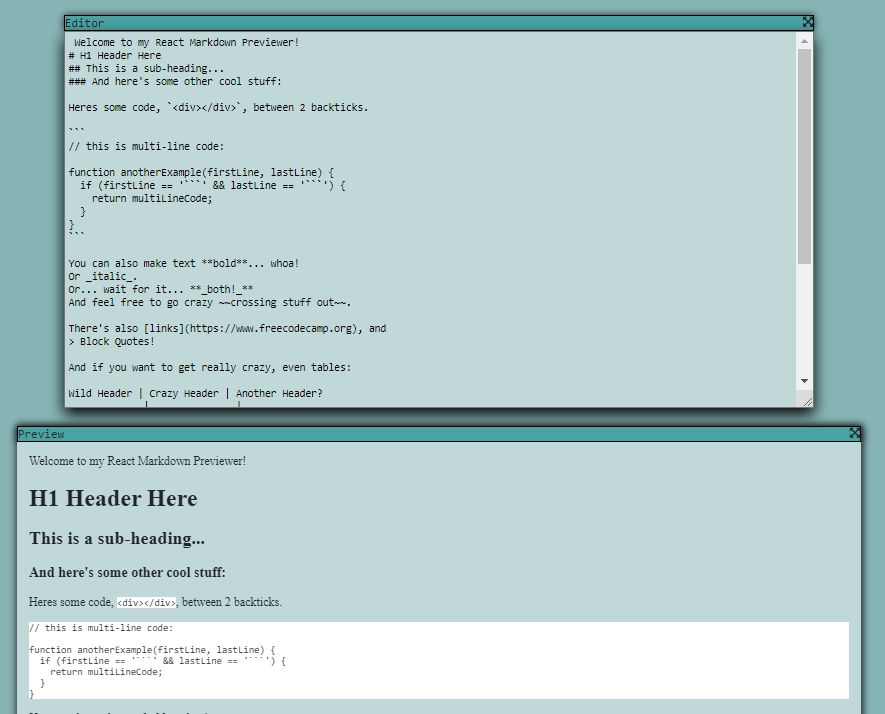 Editor
Welcome to my React Markdown Previewer!
# H1 Header Here
## This is a sub-heading...
### And here's some other cool stuff:
Heres some code, `<div></div>`, between 2 backticks.
```
// this is multi-line code:
function anotherExample(firstLine, lastLine) {
  if (firstLine == '```' && lastLine == '```') {
    return multiLineCode;
  }
}
```
You can also make text **bold**... whoa!
Or _italic_.
Or... wait for it... **_both!_**
And feel free to go crazy ~~crossing stuff out~~.
There's also [links](https://www.freecodecamp.org), and
> Block Quotes!
And if you want to get really crazy, even tables:
Wild Header | Crazy Header | Another Header?
Preview
Welcome to my React Markdown Previewer!
H1 Header Here
This is a sub-heading...
And here's some other cool stuff:
Heres some code, <div></div>, between 2 backticks.
// this is multi-line code:
function anotherExample(firstLine, lastLine) {
  if (firstLine == '```' && lastLine == '```') {
    return multiLineCode;
  }
}